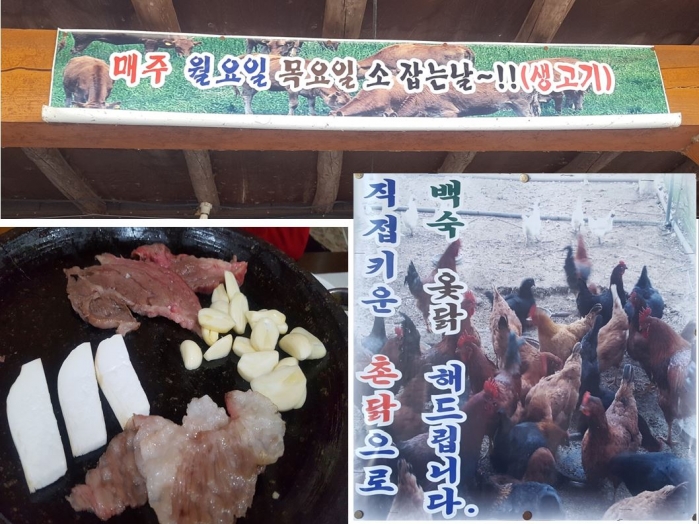 매주 월요일 목요일 소 잡는날~!!(생고기)
직접키운 촌닭으로
백숙 옻닭 해드립니다.